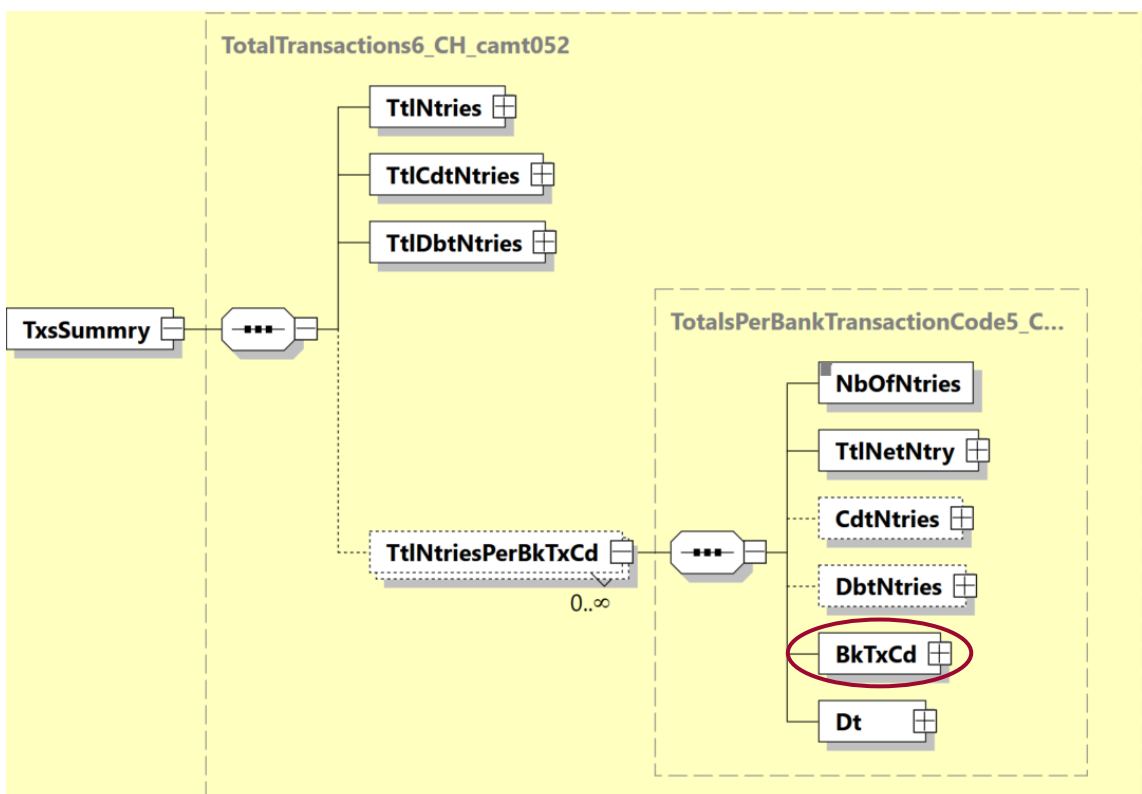 TotalTransactions6_CH_camt052
TtlNtries
TtlCdtNtries
TtlDbtNtries
TxsSummry
TotalsPerBankTransactionCode5_C...
NbOfNtries
TtlNetNtry
CdtNtries
TtlNtriesPerBkTxCd
0..∞
DbtNtries
BkTxCd
Dt